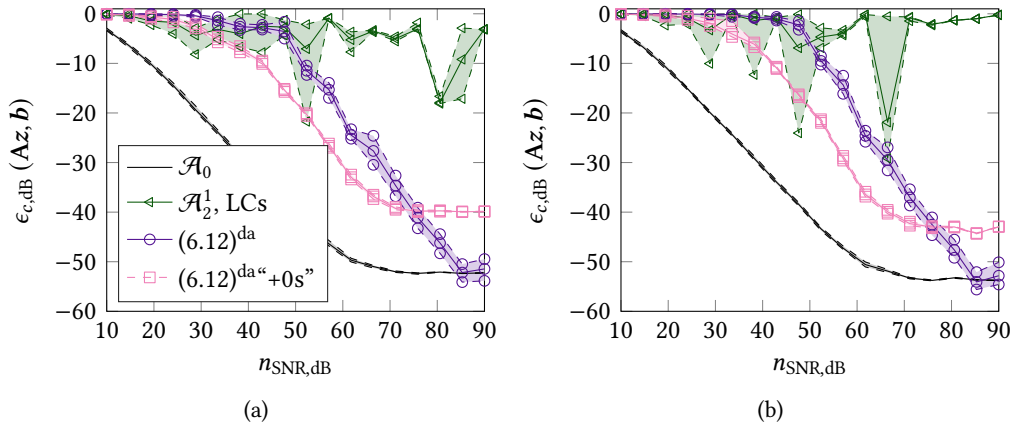 0
−10
−20
−30
−40
−50
−60
10 20 30 40 50 60 70 80 90
ϵc,dB (Az, b)
nSNR,dB
𝒜0
𝒜21, LCs
(6.12)da
(6.12)da“+0s”
(a)
0
−10
−20
−30
−40
−50
−60
10 20 30 40 50 60 70 80 90
ϵc,dB (Az, b)
nSNR,dB
(b)